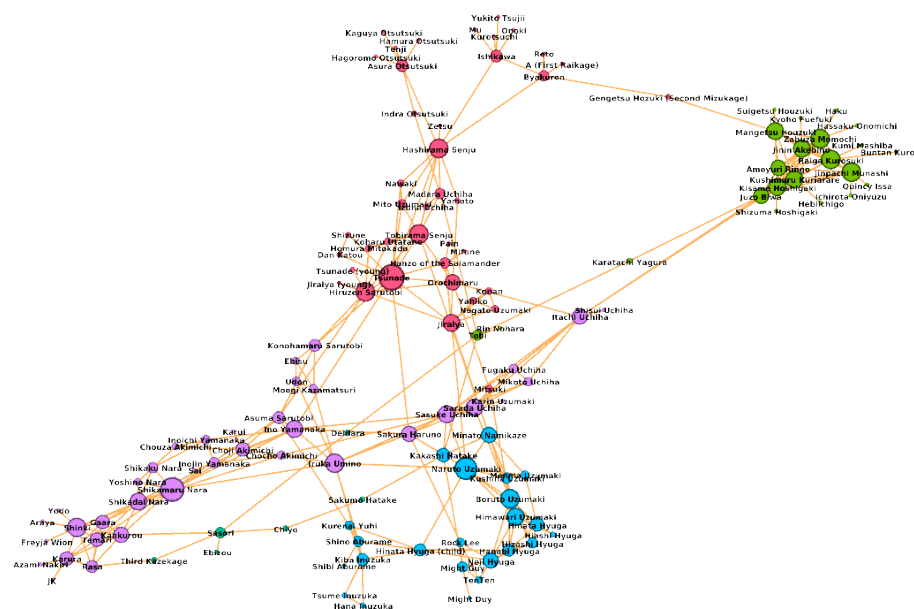 Yukito Tsujii
Kaguya Otsutsuki
Mu
Onoki
Hamura Otsutsuki
Kurotsuchi
Tenji
Hagoromo Otsutsuki
Ishikawa
Roto
Asura Otsutsuki
A (First Raikage)
Byakuren
Gengetsu Hozuki (Second Mizukage)
Indra Otsutsuki
Suigetsu Houzuki
Haku
Kyoho Fuefuki
Zetsu
Hassaku Onomichi
Mangetsu Houzuki
Zabuza Momochi
Hashirama Senju
Jinin Akebino
Kumi Mashiba
Buntan Kuro
Raiga Kurosuki
Ameyuri Ringo
Jinpachi Munashi
Kushimaru Kuriarare
Nawaki
Kisame Hoshigaki
Quincy Issa
Madara Uchiha
Juzo Biwa
Ichirota Oniyuzu
Yamato
Mito Uzumaki
Hebiichigo
Izuna Uchiha
Shizuma Hoshigaki
Shizune
Tobirama Senju
Koharu Utatane
Pain
Homura Mitokado
Mifune
Dan Katou
Hanzo of the Salamander
Karatachi Yagura
Tsunade (young)
Tsunade
Jiraiya (young)
Orochimaru
Hiruzen Sarutobi
Konan
Yahiko
Nagato Uzumaki
Shisui Uchiha
Itachi Uchiha
Jiraiya
Rin Nohara
Tobi
Konohamaru Sarutobi
Ebisu
Fugaku Uchiha
Udon
Mikoto Uchiha
Moegi Kazamatsuri
Mitsuki
Karin Uzumaki
Sarada Uchiha
Sasuke Uchiha
Asuma Sarutobi
Ino Yamanaka
Karui
Deidara
Sakura Haruno
Minato Namikaze
Inoichi Yamanaka
Chouza Akimichi
Choji Akimichi
Chocho Akimichi
Kakashi Hatake
Inojin Yamanaka
Iruka Umino
Shikaku Nara
Sai
Naruto Uzumaki
Menma Uzumaki
Kushina Uzumaki
Yoshino Nara
Shikamaru Nara
Sakumo Hatake
Boruto Uzumaki
Shikadai Nara
Yodo
Himawari Uzumaki
Araya
Gaara
Kurenai Yuhi
Hinata Hyuga
Shinki
Chiyo
Sasori
Kankurou
Hiashi Hyuga
Freyja Wion
Temari
Shino Aburame
Rock Lee
Hizashi Hyuga
Hinata Hyuga (child)
Hanabi Hyuga
Ebizou
Karura
Third Kazekage
Kiba Inuzuka
Neji Hyuga
Azami Nakiri
Rasa
Shibi Aburame
Might Guy
JK
TenTen
Tsume Inuzuka
Might Duy
Hana Inuzuka